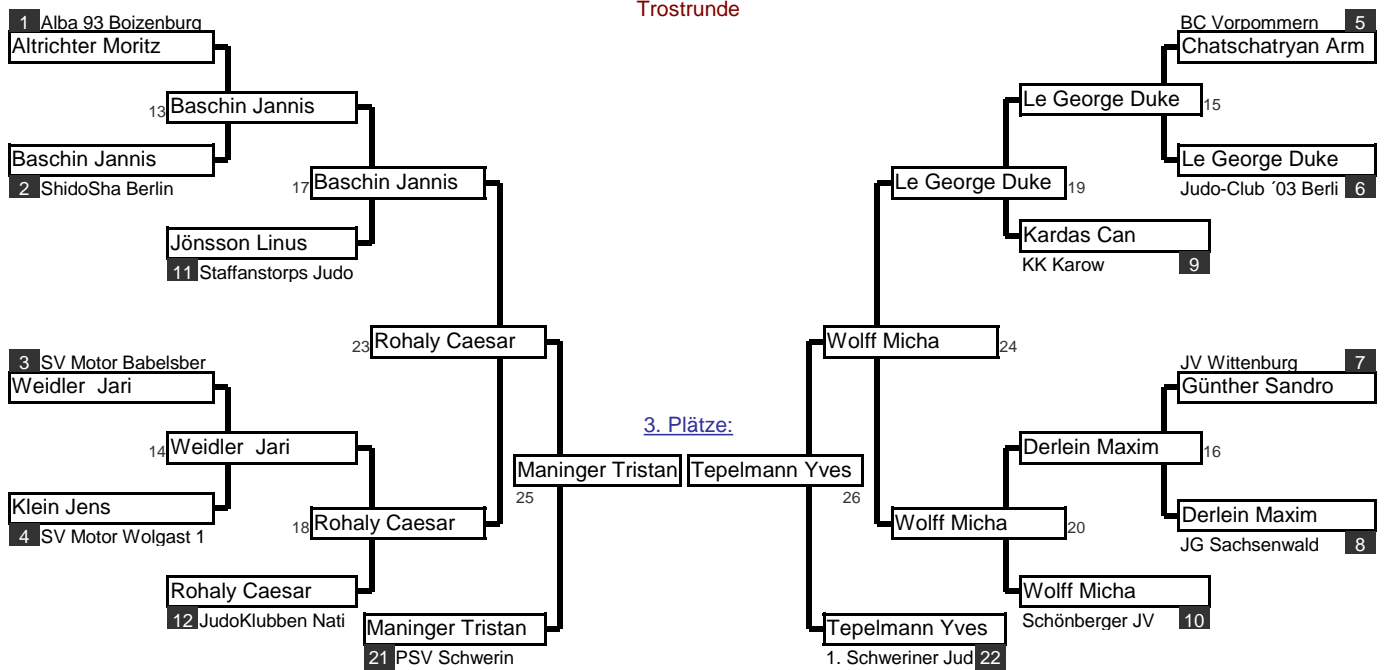 Trostrunde
1 Alba 93 Boizenburg
Altrichter Moritz
13 Baschin Jannis
Baschin Jannis
2 ShidoSha Berlin
17 Baschin Jannis
Jönsson Linus
11 Staffanstorps Judo
23 Rohaly Caesar
3 SV Motor Babelsber
Weidler  Jari
14 Weidler  Jari
Klein Jens
4 SV Motor Wolgast 1
18 Rohaly Caesar
Rohaly Caesar
12 JudoKlubben Nati
3. Plätze:
Maninger Tristan
25
Maninger Tristan
21 PSV Schwerin
BC Vorpommern 5
Chatschatryan Arm
Le George Duke 15
Le George Duke
Judo-Club ´03 Berli 6
Le George Duke 19
Kardas Can
KK Karow 9
Wolff Micha 24
JV Wittenburg 7
Günther Sandro
Derlein Maxim 16
Derlein Maxim
JG Sachsenwald 8
Wolff Micha 20
Wolff Micha
Schönberger JV 10
Tepelmann Yves
26
Tepelmann Yves
1. Schweriner Jud 22